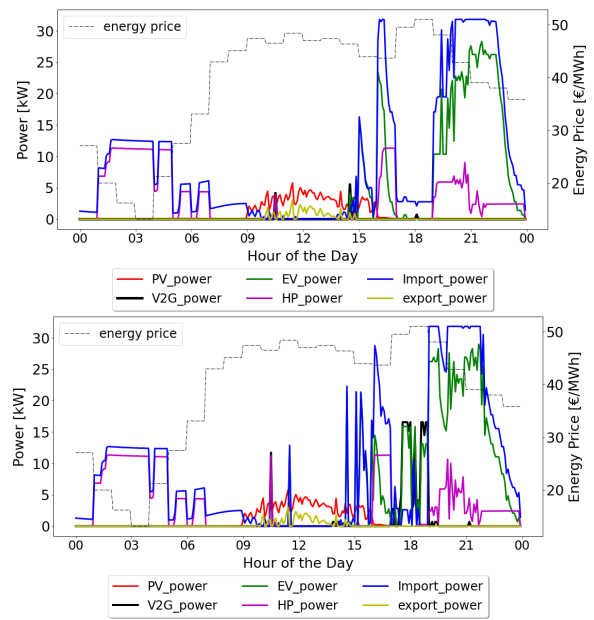 energy price
Power [kW]
30
25
20
15
10
5
0
50
40
30
20
Energy Price [€/MWh]
00 03 06 09 12 15 18 21 00
Hour of the Day
PV_power EV_power Import_power
V2G_power HP_power export_power
energy price
Power [kW]
30
25
20
15
10
5
0
50
40
30
20
Energy Price [€/MWh]
00 03 06 09 12 15 18 21 00
Hour of the Day
PV_power EV_power Import_power
V2G_power HP_power export_power